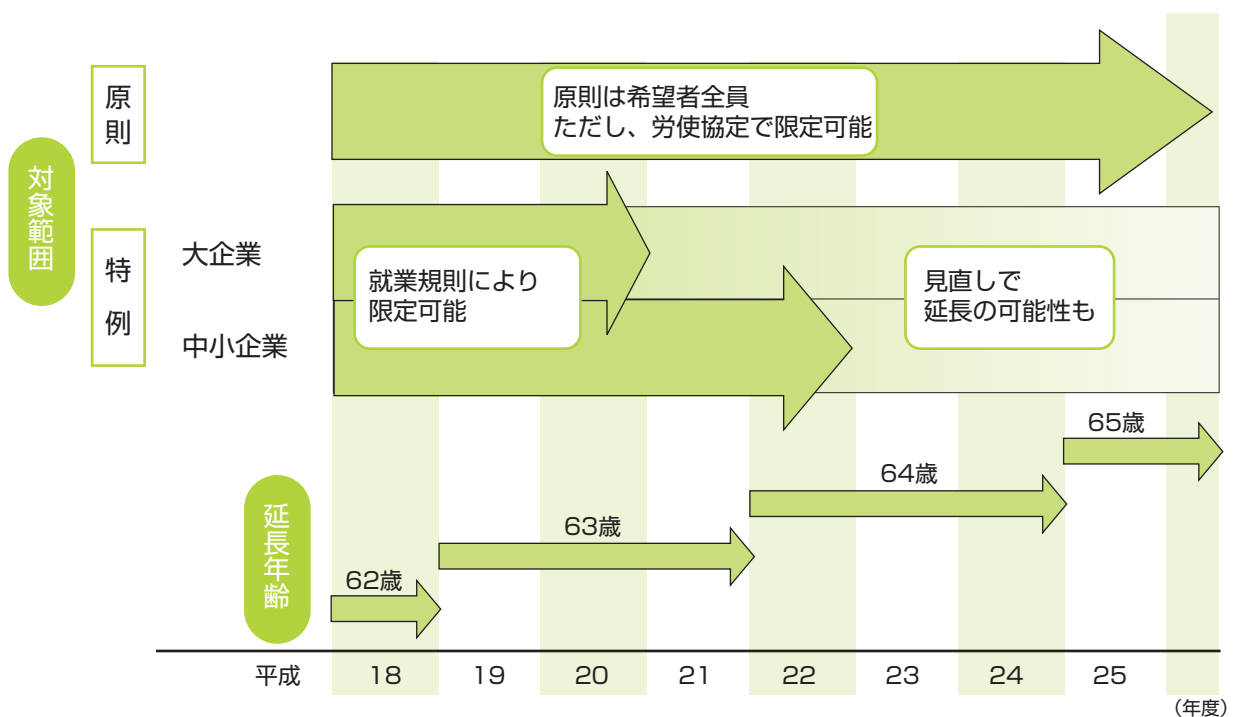 対象範囲
原則
原則は希望者全員
ただし、労使協定で限定可能
特例
大企業
中小企業
就業規則により
限定可能
見直しで
延長の可能性も
延長年齢
62歳
63歳
64歳
65歳
平成 18 19 20 21 22 23 24 25
(年度)